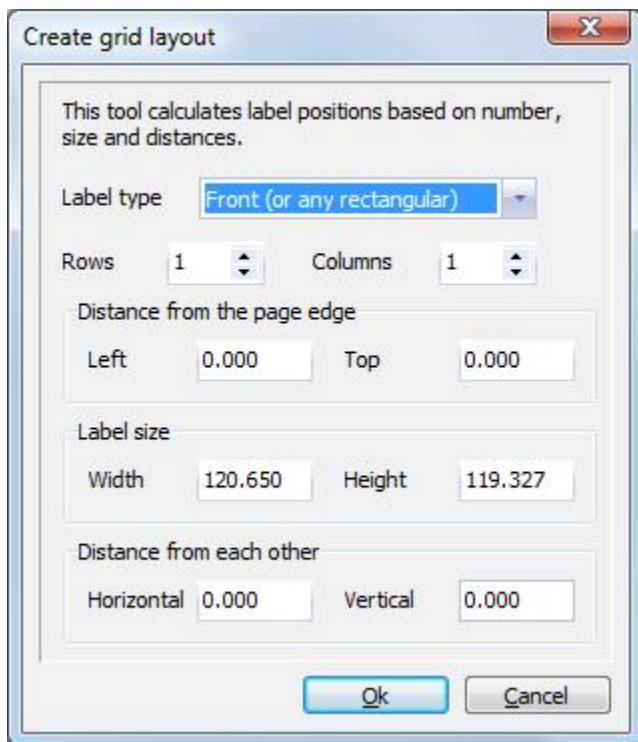 Create grid layout
This tool calculates label positions based on number,
size and distances.
Label type Front (or any rectangular)
Rows 1 Columns 1
Distance from the page edge
Left 0.000 Top 0.000
Label size
Width 120.650 Height 119.327
Distance from each other
Horizontal 0.000 Vertical 0.000
Ok Cancel